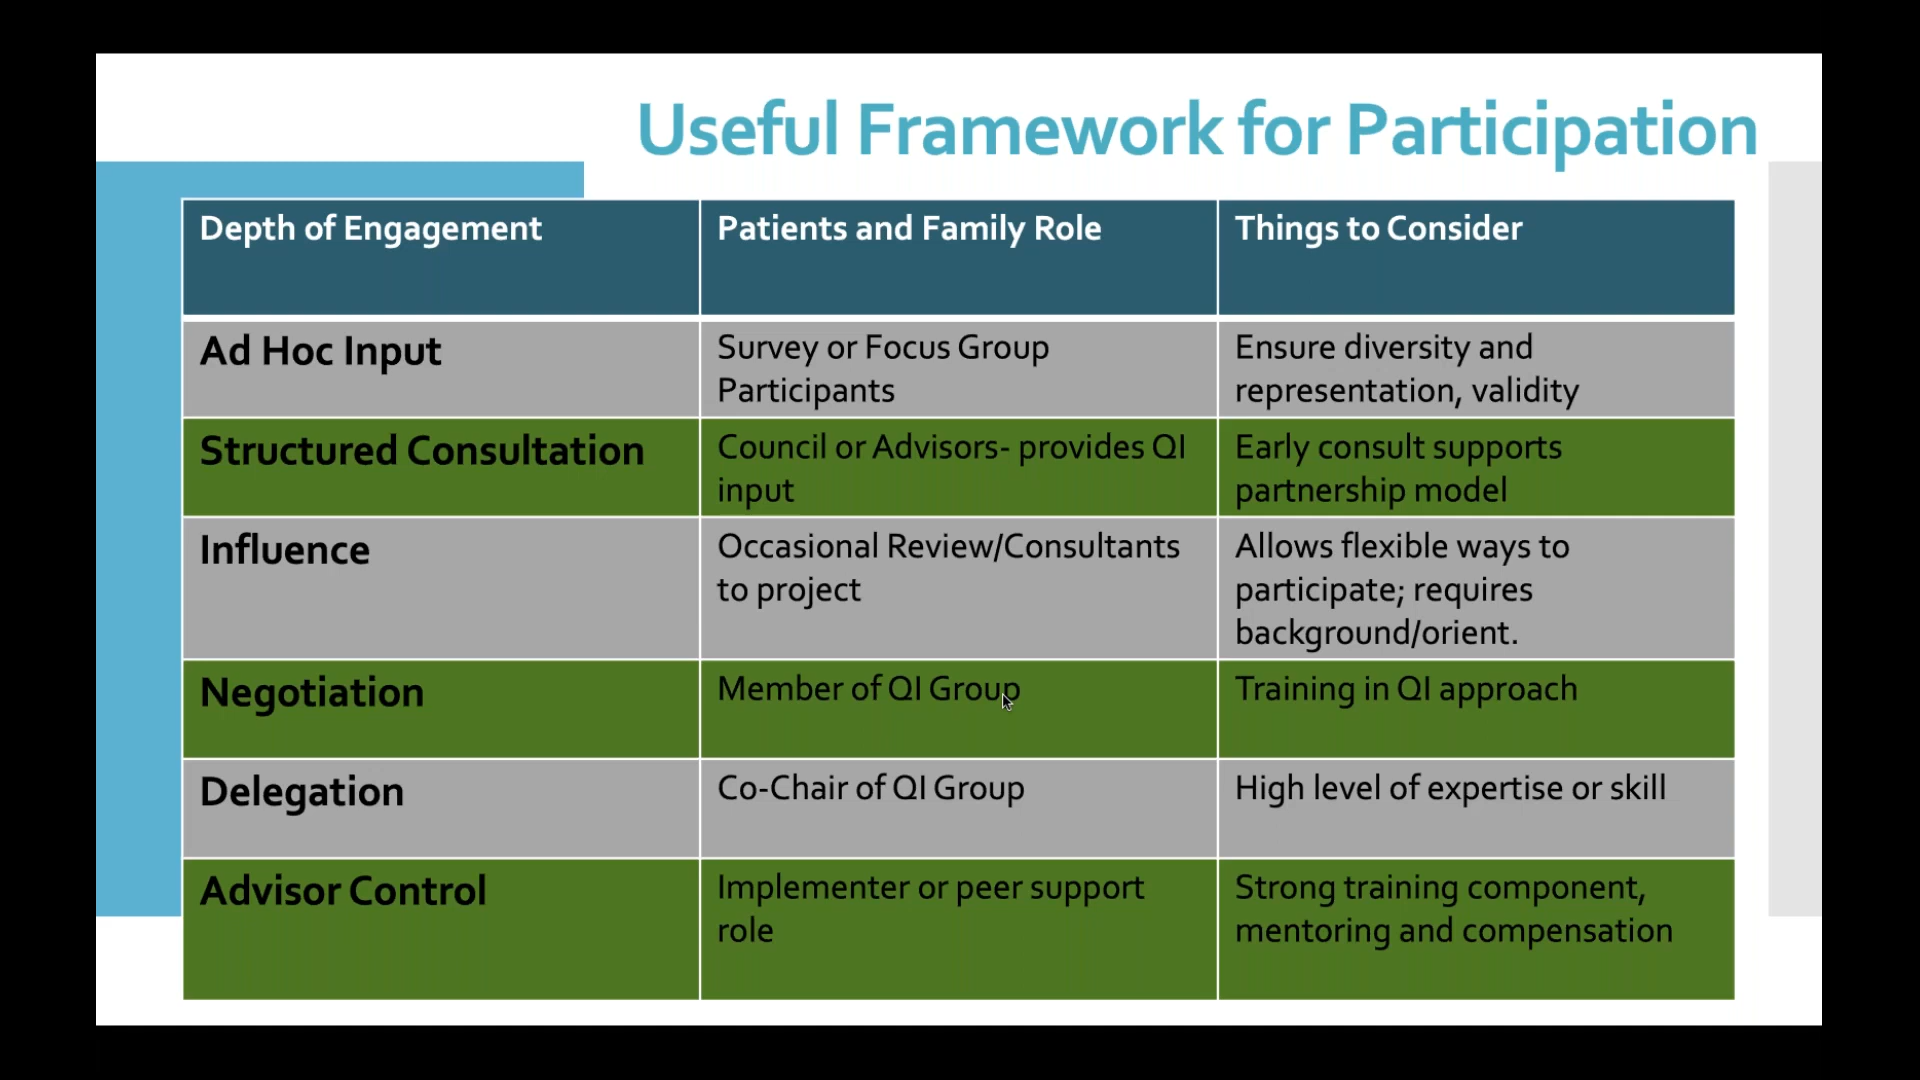 Useful Framework for Participation
Depth of Engagement
Patients and Family Role
Things to Consider
Ad Hoc Input
Survey or Focus Group
Participants
Ensure diversity and
representation, validity
Structured Consultation
Council or Advisors- provides QI
input
Early consult supports
partnership model
Influence
Occasional Review/Consultants
to project
Allows flexible ways to
participate; requires
background/orient.
Negotiation
Member of QI Group
Training in QI approach
Delegation
Co-Chair of QI Group
High level of expertise or skill
Advisor Control
Implementer or peer support
role
Strong training component,
mentoring and compensation